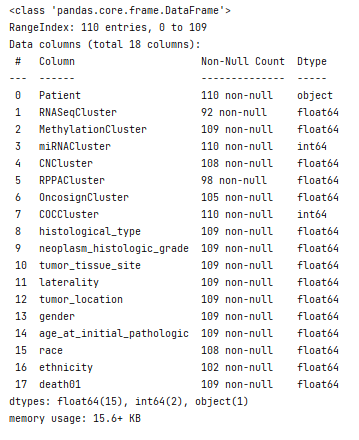 <class 'pandas.core.frame.DataFrame'>
RangeIndex: 110 entries, 0 to 109
Data columns (total 18 columns):
 #   Column                     Non-Null Count  Dtype
---  ------                     --------------  -----
 0   Patient                    110 non-null    object
 1   RNASeqCluster              92 non-null     float64
 2   MethylationCluster         109 non-null    float64
 3   miRNACluster               110 non-null    int64
 4   CNCluster                  108 non-null    float64
 5   RPPACluster                98 non-null     float64
 6   OncosignCluster            105 non-null    float64
 7   COCCluster                 110 non-null    int64
 8   histological_type          109 non-null    float64
 9   neoplasm_histologic_grade  109 non-null    float64
 10  tumor_tissue_site          109 non-null    float64
 11  laterality                 109 non-null    float64
 12  tumor_location             109 non-null    float64
 13  gender                     109 non-null    float64
 14  age_at_initial_pathologic  109 non-null    float64
 15  race                       108 non-null    float64
 16  ethnicity                  102 non-null    float64
 17  death01                    109 non-null    float64
dtypes: float64(15), int64(2), object(1)
memory usage: 15.6+ KB